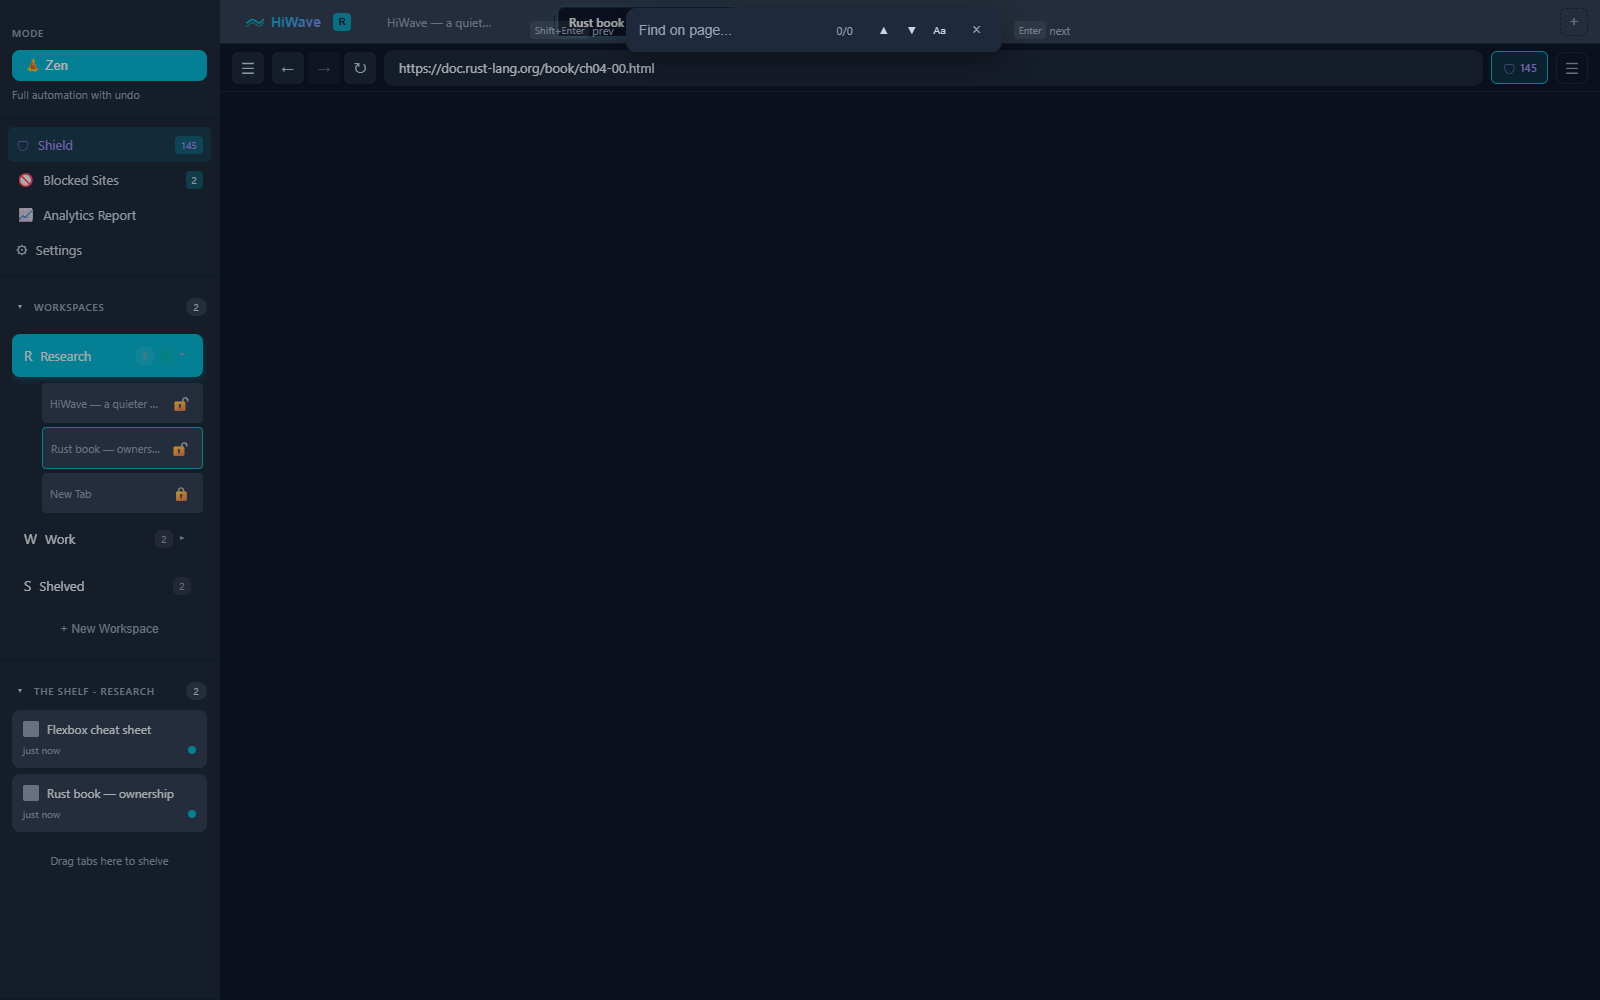 MODE
Zen
Full automation with undo
Shield 145
Blocked Sites 2
Analytics Report
Settings
WORKSPACES 2
R Research 3
HiWave — a quieter ...
Rust book — owners...
New Tab
W Work 2
S Shelved 2
+ New Workspace
THE SHELF - RESEARCH 2
Flexbox cheat sheet
just now
Rust book — ownership
just now
Drag tabs here to shelve
HiWave R
HiWave — a quiet...
Rust book
Shift+Enter prev
Find on page...
0/0
Aa
×
Enter next
+
https://doc.rust-lang.org/book/ch04-00.html
145